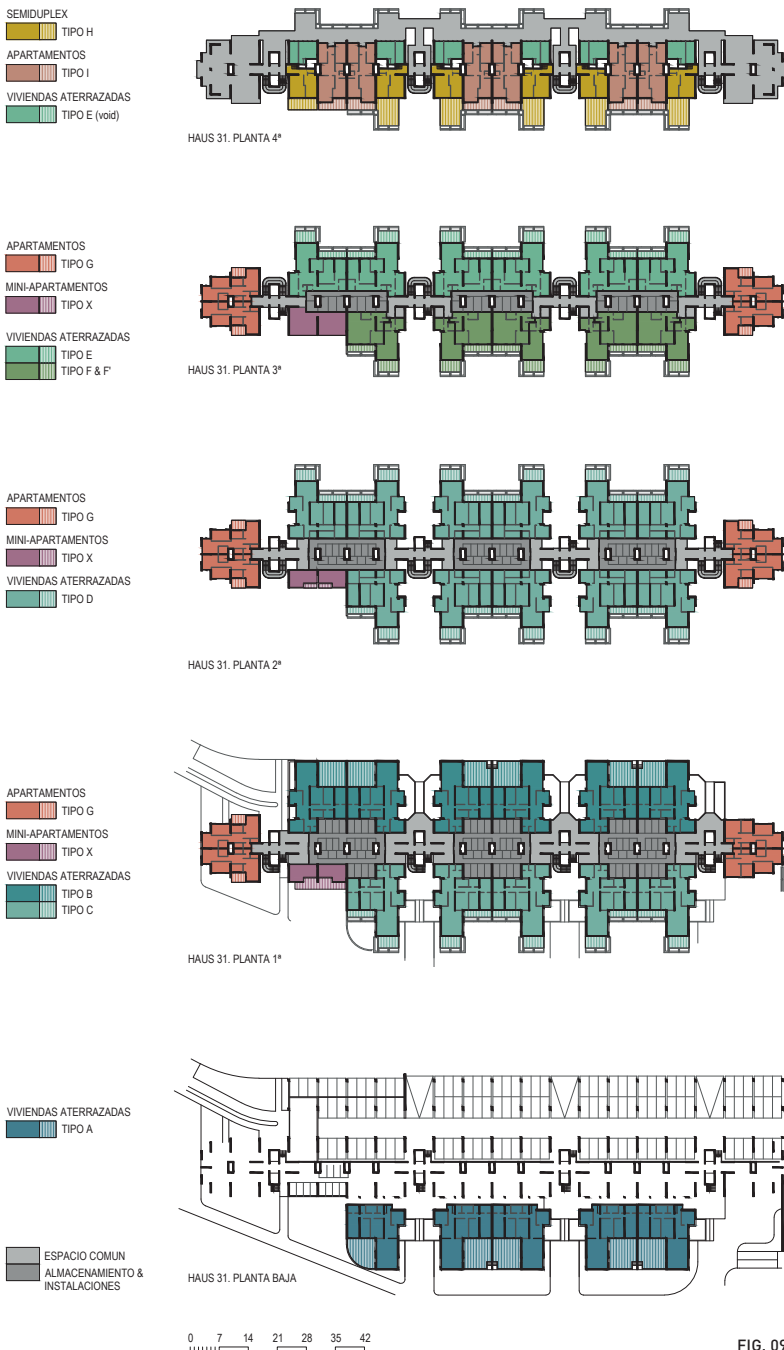 SEMIDUPLEX
TIPO H
APARTAMENTOS
TIPO I
VIVIENDAS ATERRAZADAS
TIPO E (void)
HAUS 31. PLANTA 4ª
APARTAMENTOS
TIPO G
MINI-APARTAMENTOS
TIPO X
VIVIENDAS ATERRAZADAS
TIPO E
TIPO F & F'
HAUS 31. PLANTA 3ª
APARTAMENTOS
TIPO G
MINI-APARTAMENTOS
TIPO X
VIVIENDAS ATERRAZADAS
TIPO D
HAUS 31. PLANTA 2ª
APARTAMENTOS
TIPO G
MINI-APARTAMENTOS
TIPO X
VIVIENDAS ATERRAZADAS
TIPO B
TIPO C
HAUS 31. PLANTA 1ª
VIVIENDAS ATERRAZADAS
TIPO A
ESPACIO COMUN
ALMACENAMIENTO &
INSTALACIONES
HAUS 31. PLANTA BAJA
0 7 14 21 28 35 42
FIG. 09